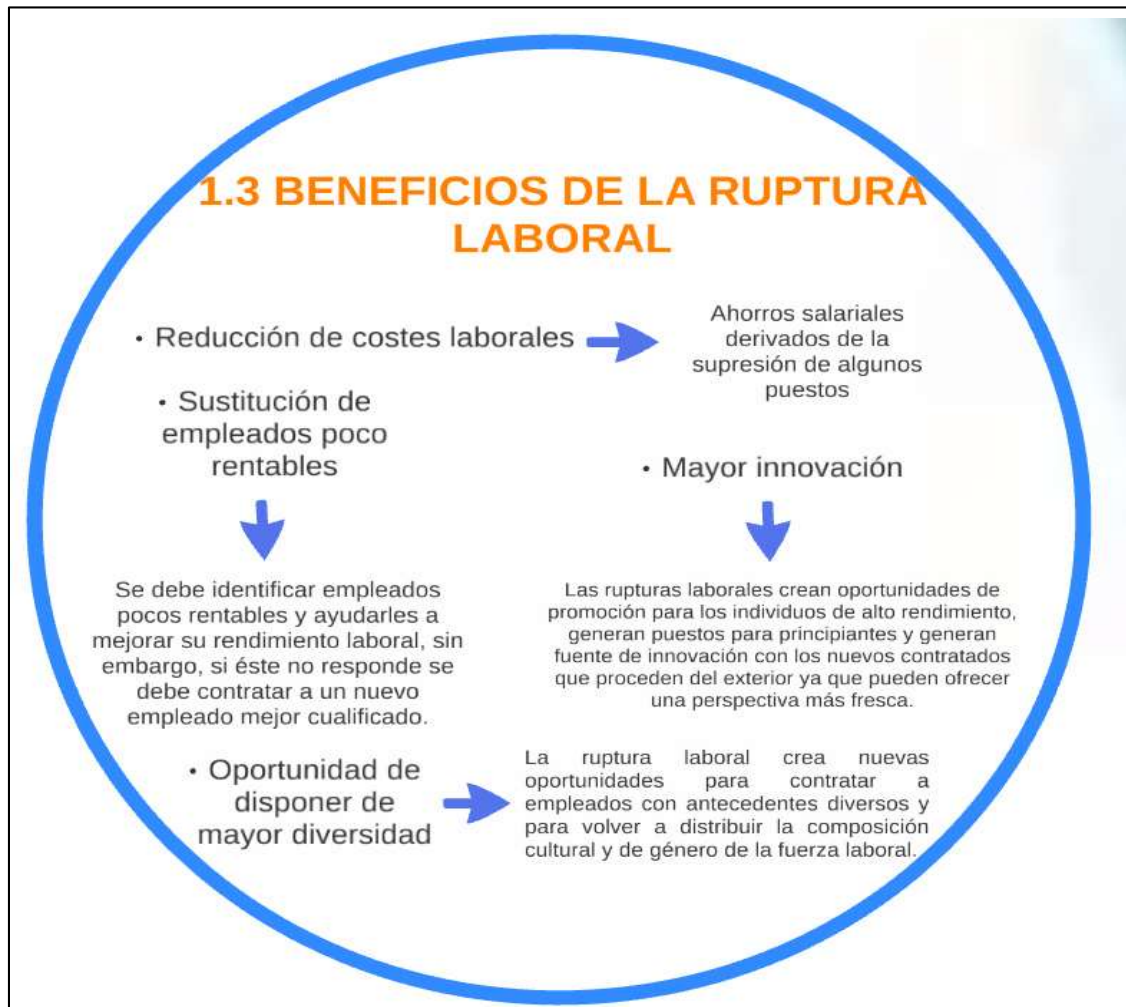 1.3 BENEFICIOS DE LA RUPTURA
LABORAL
• Reducción de costes laborales
Ahorros salariales
derivados de la
supresión de algunos
puestos
• Sustitución de
empleados poco
rentables
Se debe identificar empleados
pocos rentables y ayudarles a
mejorar su rendimiento laboral, sin
embargo, si éste no responde se
debe contratar a un nuevo
empleado mejor cualificado.
• Mayor innovación
Las rupturas laborales crean oportunidades de
promoción para los individuos de alto rendimiento,
generan puestos para principiantes y generan
fuente de innovación con los nuevos contratados
que proceden del exterior ya que pueden ofrecer
una perspectiva más fresca.
• Oportunidad de
disponer de
mayor diversidad
La ruptura laboral crea nuevas
oportunidades para contratar a
empleados con antecedentes diversos y
para volver a distribuir la composición
cultural y de género de la fuerza laboral.